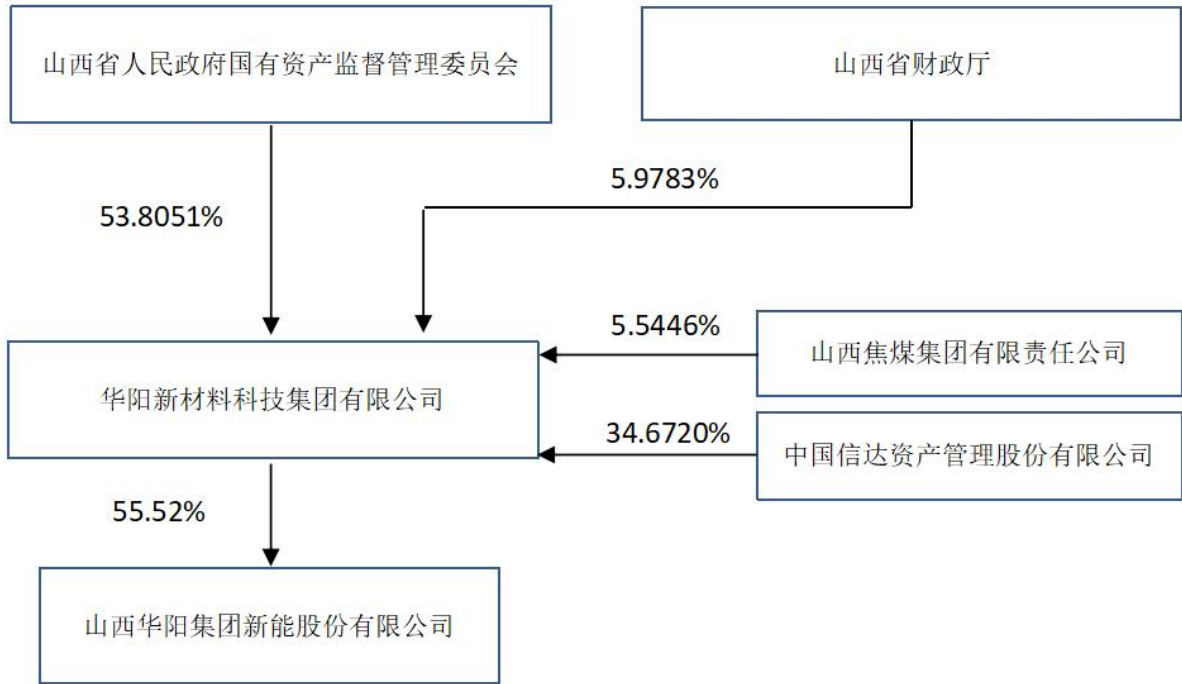 山西省人民政府国有资产监督管理委员会
山西省财政厅
5.9783%
53.8051%
5.5446%
山西焦煤集团有限责任公司
华阳新材料科技集团有限公司
34.6720%
中国信达资产管理股份有限公司
55.52%
山西华阳集团新能股份有限公司